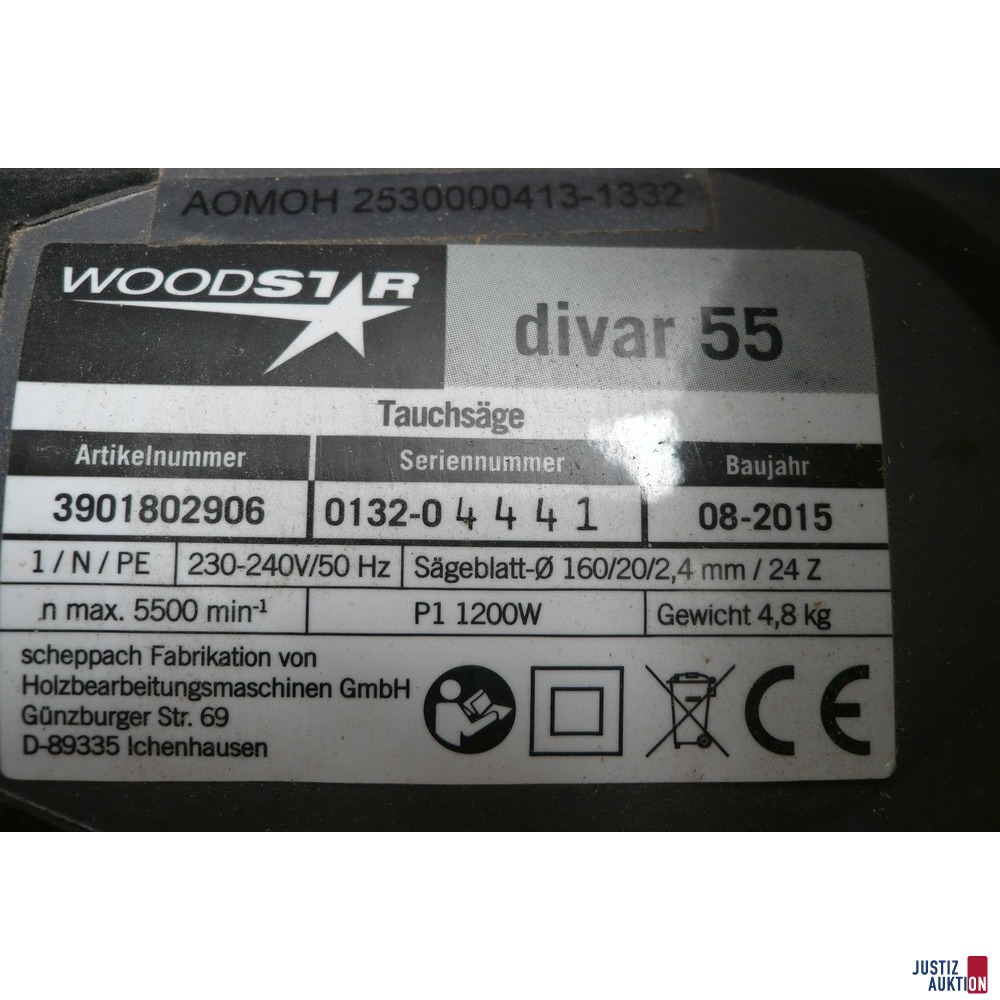 AOMOH 2530000413-1332
WOODSTAR
divar 55
Tauchsäge
Artikelnummer Seriennummer Baujahr
3901802906 0132-04441 08-2015
1 / N / PE 230-240V/50 Hz Sägeblatt-Ø 160/20/2,4 mm / 24 Z
n max. 5500 min⁻¹ P1 1200W Gewicht 4,8 kg
scheppach Fabrikation von
Holzbearbeitungsmaschinen GmbH
Günzburger Str. 69
D-89335 Ichenhausen
CE
JUSTIZ
AUKTION